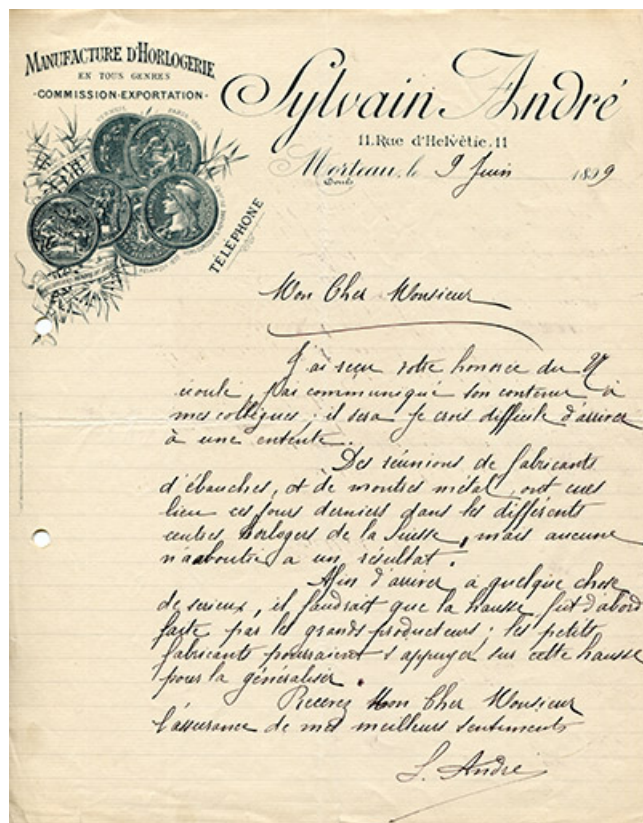 MANUFACTURE D'HORLOGERIE
EN TOUS GENRES
-COMMISSION-EXPORTATION-
Sylvain André
11. Rue d'Helvétie. 11
Morteau, le 9 Juin 1899
Doubs
TÉLÉPHONE
PARIS
Mon Cher Monsieur
J'ai reçu votre honorée du
écoulé, j'ai communiqué son contenu à
mes collègues; il sera je crois difficile d'arriver
à une entente.
Des réunions de fabricants
d'ébauches, et de montres métal, ont eues
lieu ces jours derniers dans les différents
centres horlogers de la Suisse, mais aucune
n'a aboutie a un résultat.
Afin d'arriver, a quelque chose
de serieux, il faudrait que la hausse, fut d'abord
faite par les grands producteurs; les petits
fabricants pourraient s'appuyer sur cette hausse
pour la généraliser.
Recevez Mon Cher Monsieur
l'assurance de mes meilleurs sentiments
S. André